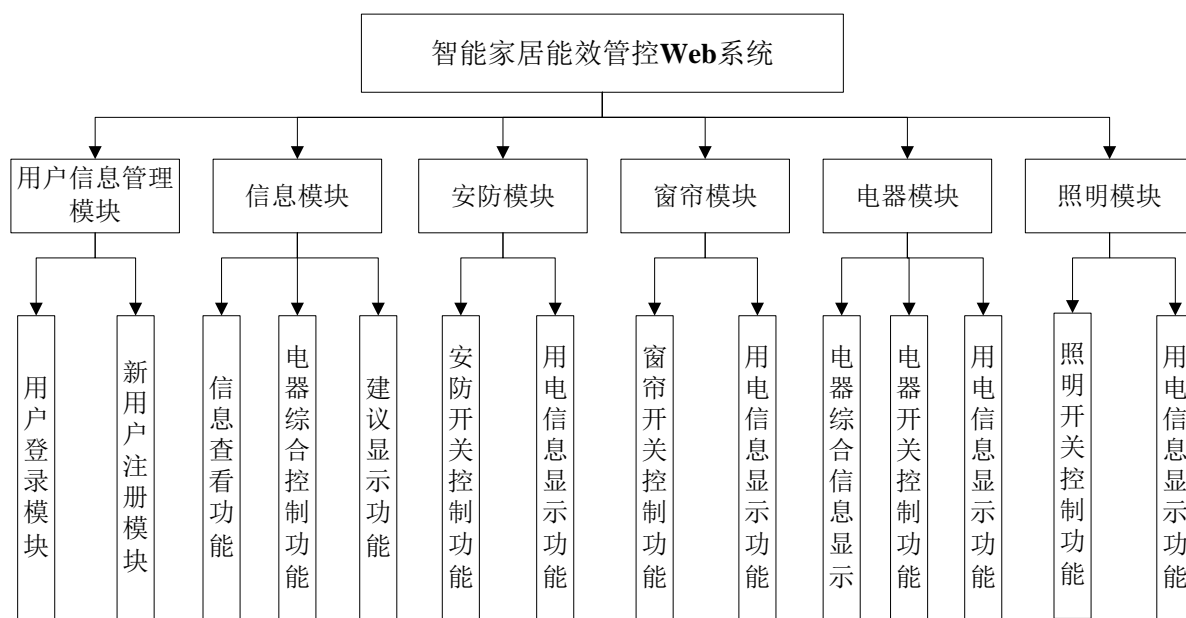 智能家居能效管控Web系统
用户信息管理
模块
信息模块
安防模块
窗帘模块
电器模块
照明模块
用户登录模块
新用户注册模块
信息查看功能
电器综合控制功能
建议显示功能
安防开关控制功能
用电信息显示功能
窗帘开关控制功能
用电信息显示功能
电器综合信息显示
电器开关控制功能
用电信息显示功能
照明开关控制功能
用电信息显示功能